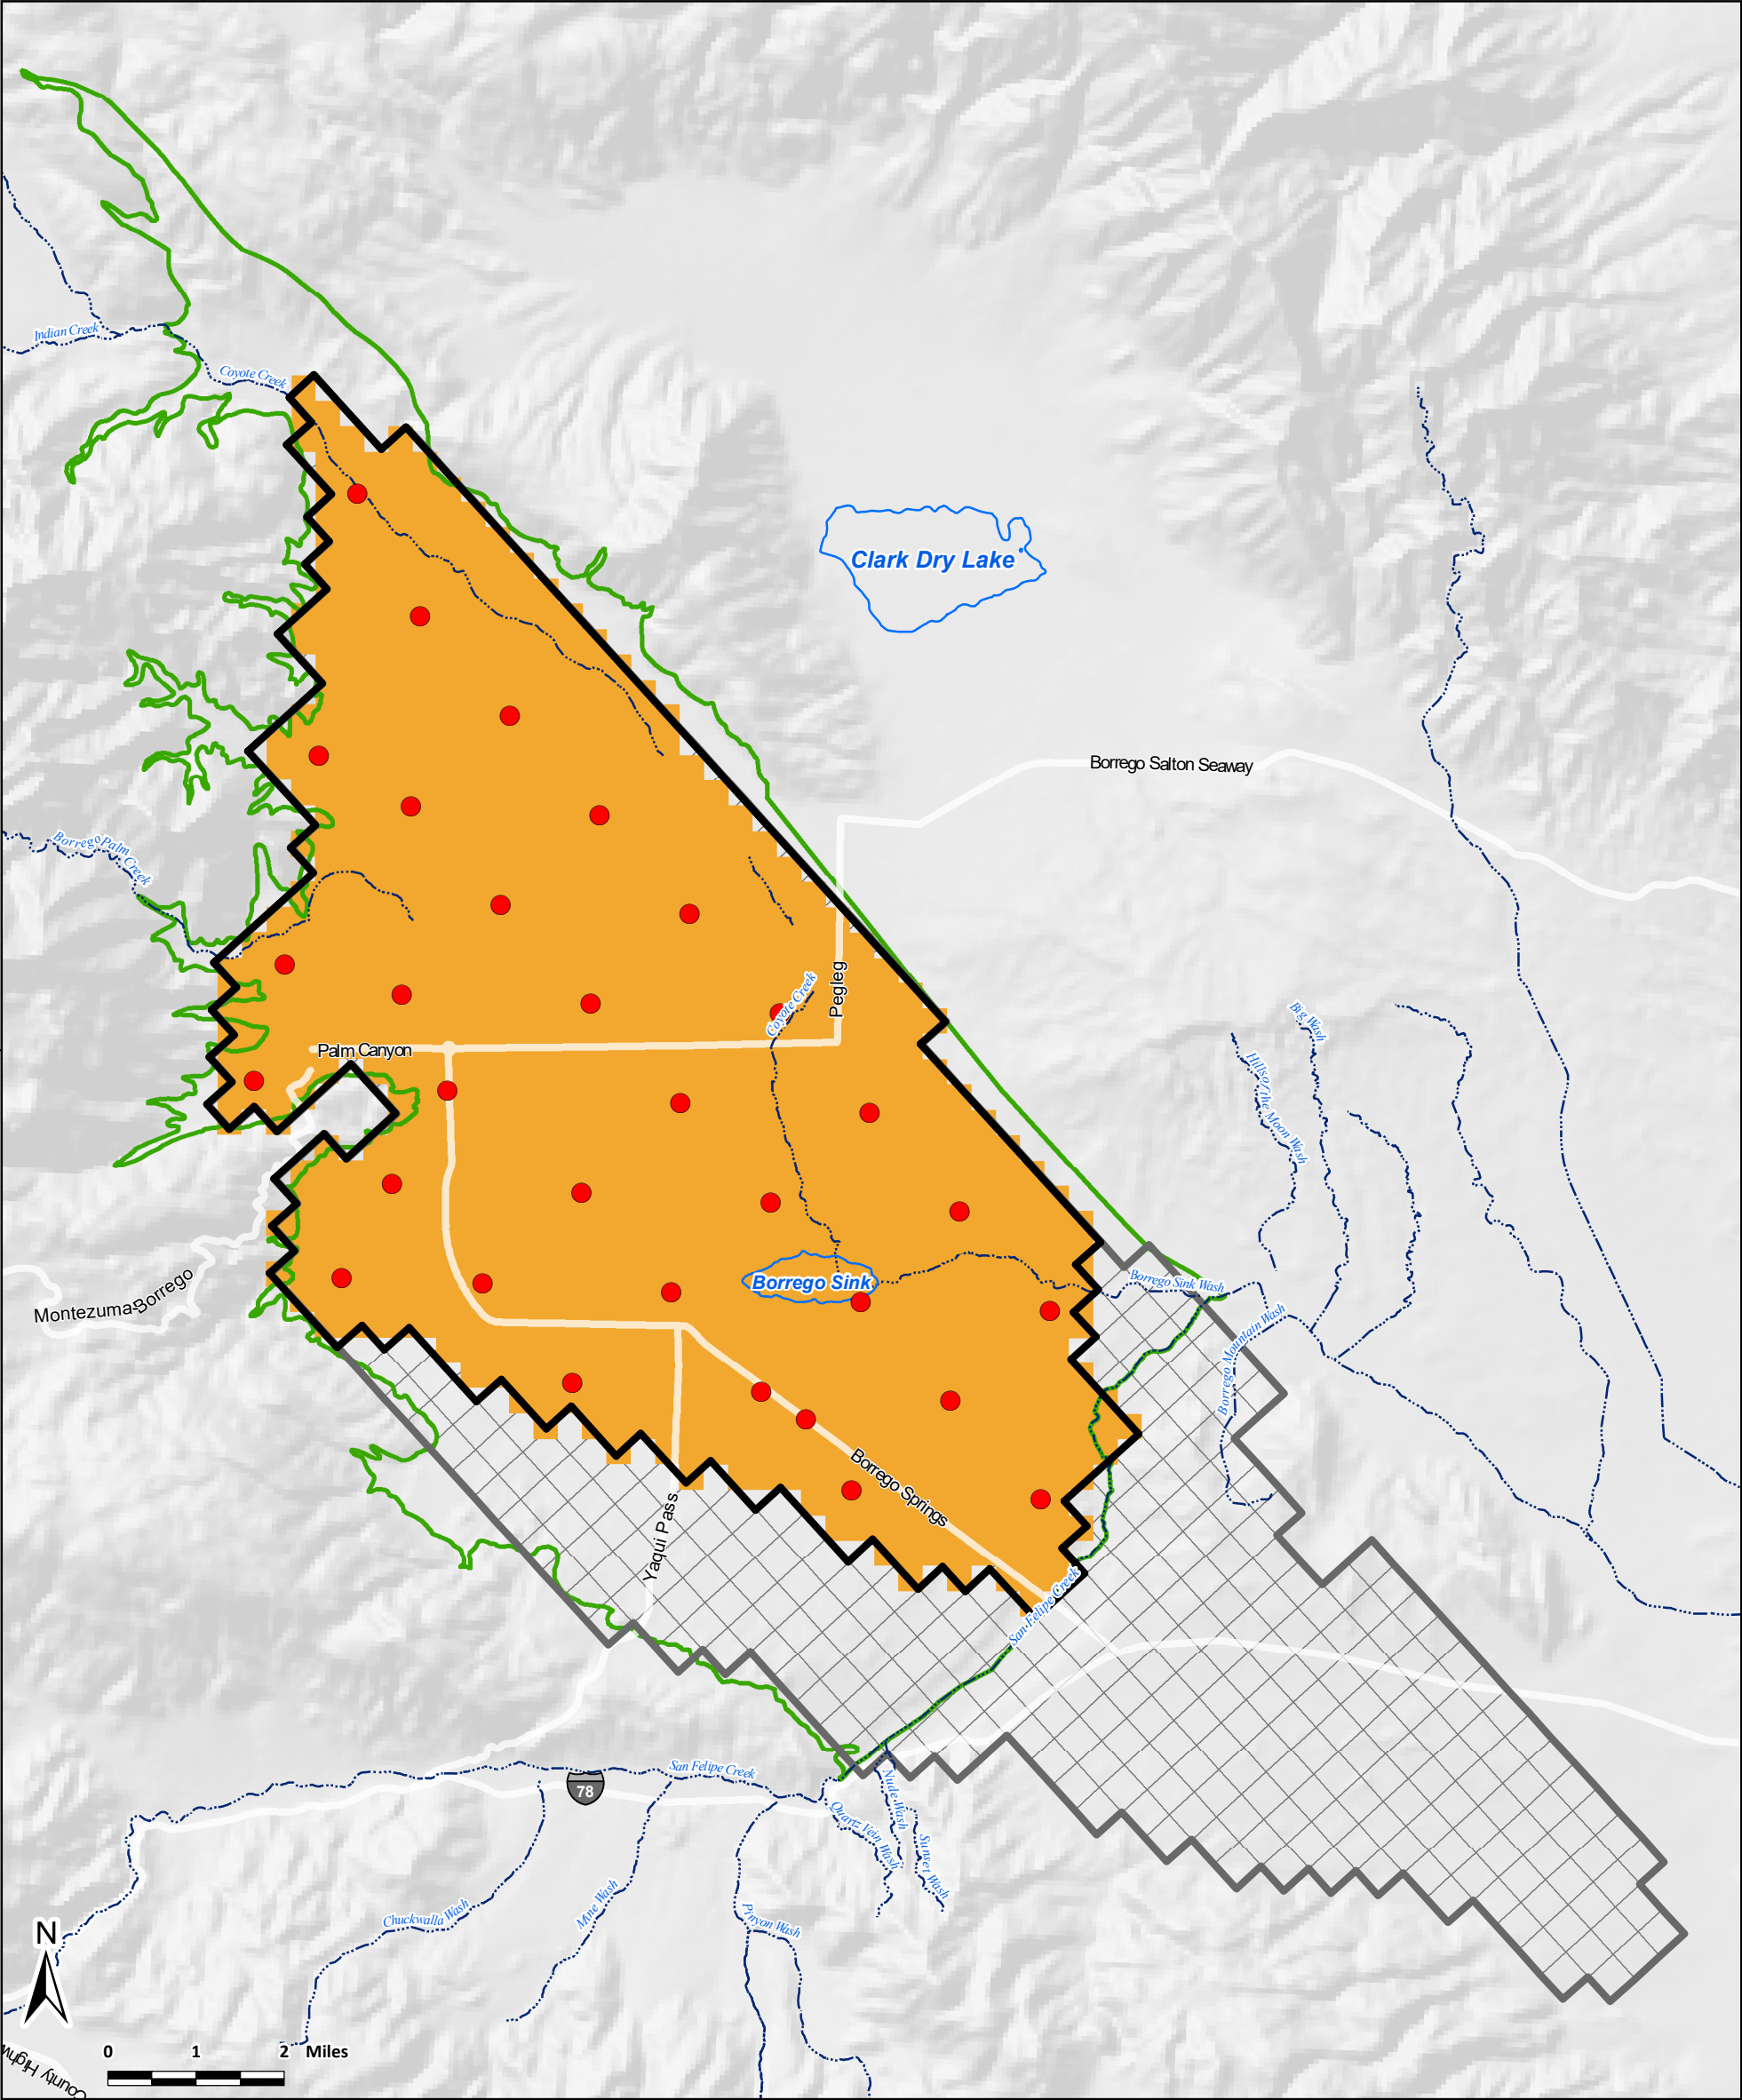 Indian Creek
Coyote Creek
Clark Dry Lake
Borrego Salton Seaway
Borrego Palm
Creek
Coyote Creek
Pegleg
Big Wash
Palm Canyon
Hills of the Moon Wash
Borrego Sink
Borrego Sink Wash
Montezuma-Borrego
Borrego Mountain Wash
Borrego Springs
Yaqui Pass
San Felipe Creek
San Felipe Creek
78
Nude Wash
Quartz Vein Wash
Sunset Wash
Chuckwalla Wash
Mine Wash
Pinyon Wash
N
0 1 2 Miles
County Highw